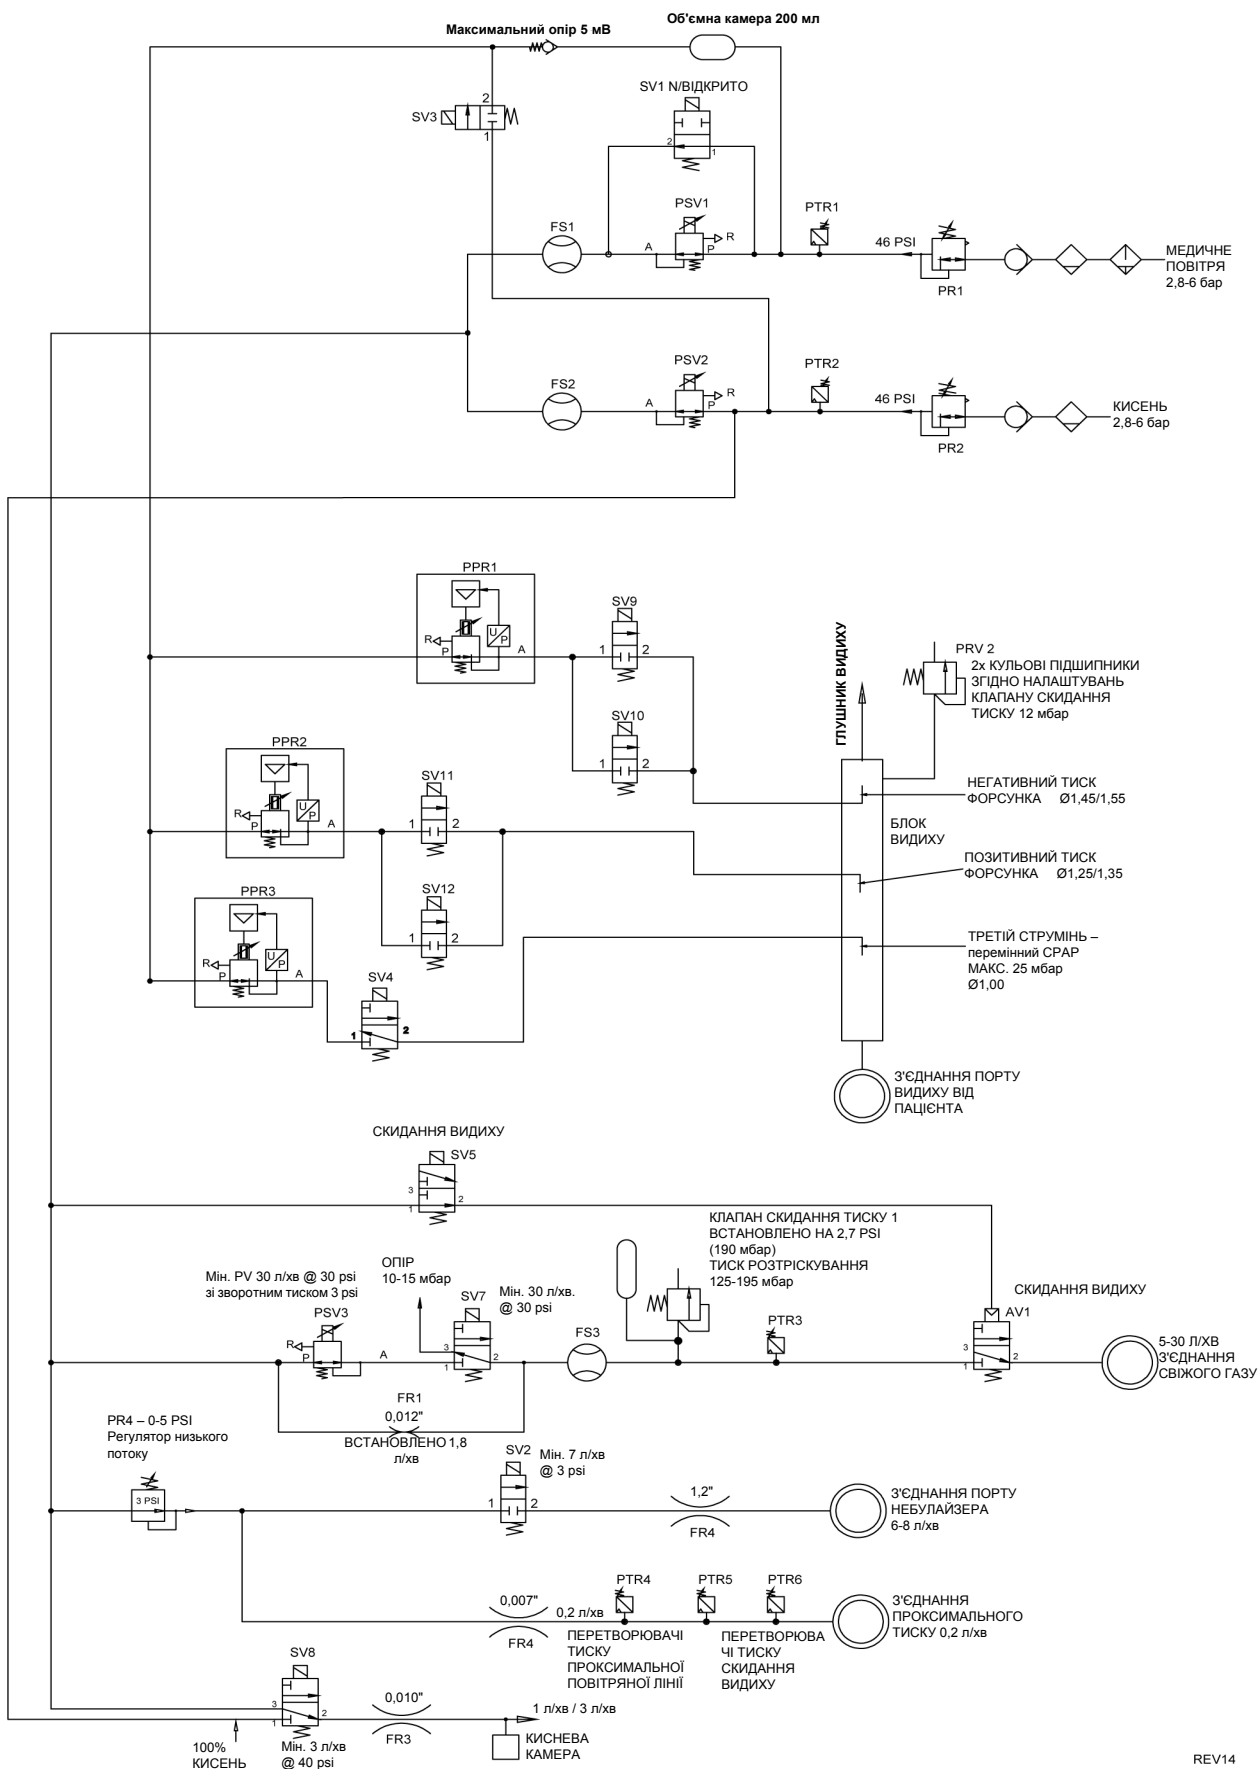 Максимальний опір 5 мВ
Об'ємна камера 200 мл
SV1 N/ВІДКРИТО
2
SV3
1
2
1
PSV1
PTR1
FS1
A
P
R
46 PSI
PR1
МЕДИЧНЕ
ПОВІТРЯ
2,8-6 бар
PSV2
PTR2
FS2
A
P
R
46 PSI
PR2
КИСЕНЬ
2,8-6 бар
PPR1
R
P
U
P
A
SV9
1
2
SV10
1
2
ГЛУШНИК ВИДИХУ
PRV 2
2x КУЛЬОВІ ПІДШИПНИКИ
ЗГІДНО НАЛАШТУВАНЬ
КЛАПАНУ СКИДАННЯ
ТИСКУ 12 мбар
PPR2
R
P
U
P
A
SV11
1
2
SV12
1
2
НЕГАТИВНИЙ ТИСК
ФОРСУНКА Ø1,45/1,55
БЛОК
ВИДИХУ
ПОЗИТИВНИЙ ТИСК
ФОРСУНКА Ø1,25/1,35
PPR3
R
P
U
P
A
SV4
1
2
ТРЕТІЙ СТРУМІНЬ –
перемінний CPAP
МАКС. 25 мбар
Ø1,00
З'ЄДНАННЯ ПОРТУ
ВИДИХУ ВІД
ПАЦІЄНТА
СКИДАННЯ ВИДИХУ
SV5
3
1
2
КЛАПАН СКИДАННЯ ТИСКУ 1
ВСТАНОВЛЕНО НА 2,7 PSI
(190 мбар)
ТИСК РОЗТРІСКУВАННЯ
125-195 мбар
ОПІР
10-15 мбар
Мін. PV 30 л/хв @ 30 psi
зі зворотним тиском 3 psi
PSV3
R
P
A
SV7
3
1
2
Мін. 30 л/хв.
@ 30 psi
FS3
PTR3
СКИДАННЯ ВИДИХУ
AV1
3
1
2
5-30 Л/ХВ
З'ЄДНАННЯ
СВІЖОГО ГАЗУ
FR1
0,012"
ВСТАНОВЛЕНО 1,8
л/хв
PR4 – 0-5 PSI
Регулятор низького
потоку
3 PSI
SV2
1
2
Мін. 7 л/хв
@ 3 psi
1,2"
FR4
З'ЄДНАННЯ ПОРТУ
НЕБУЛАЙЗЕРА
6-8 л/хв
0,007"
FR4
0,2 л/хв
PTR4
PTR5
PTR6
ПЕРЕТВОРЮВАЧІ
ТИСКУ
ПРОКСИМАЛЬНОЇ
ПОВІТРЯНОЇ ЛІНІЇ
ПЕРЕТВОРЮВА
ЧІ ТИСКУ
СКИДАННЯ
ВИДИХУ
З'ЄДНАННЯ
ПРОКСИМАЛЬНОГО
ТИСКУ 0,2 л/хв
SV8
3
1
2
100%
КИСЕНЬ
Мін. 3 л/хв
@ 40 psi
0,010"
FR3
1 л/хв / 3 л/хв
КИСНЕВА
КАМЕРА
REV14